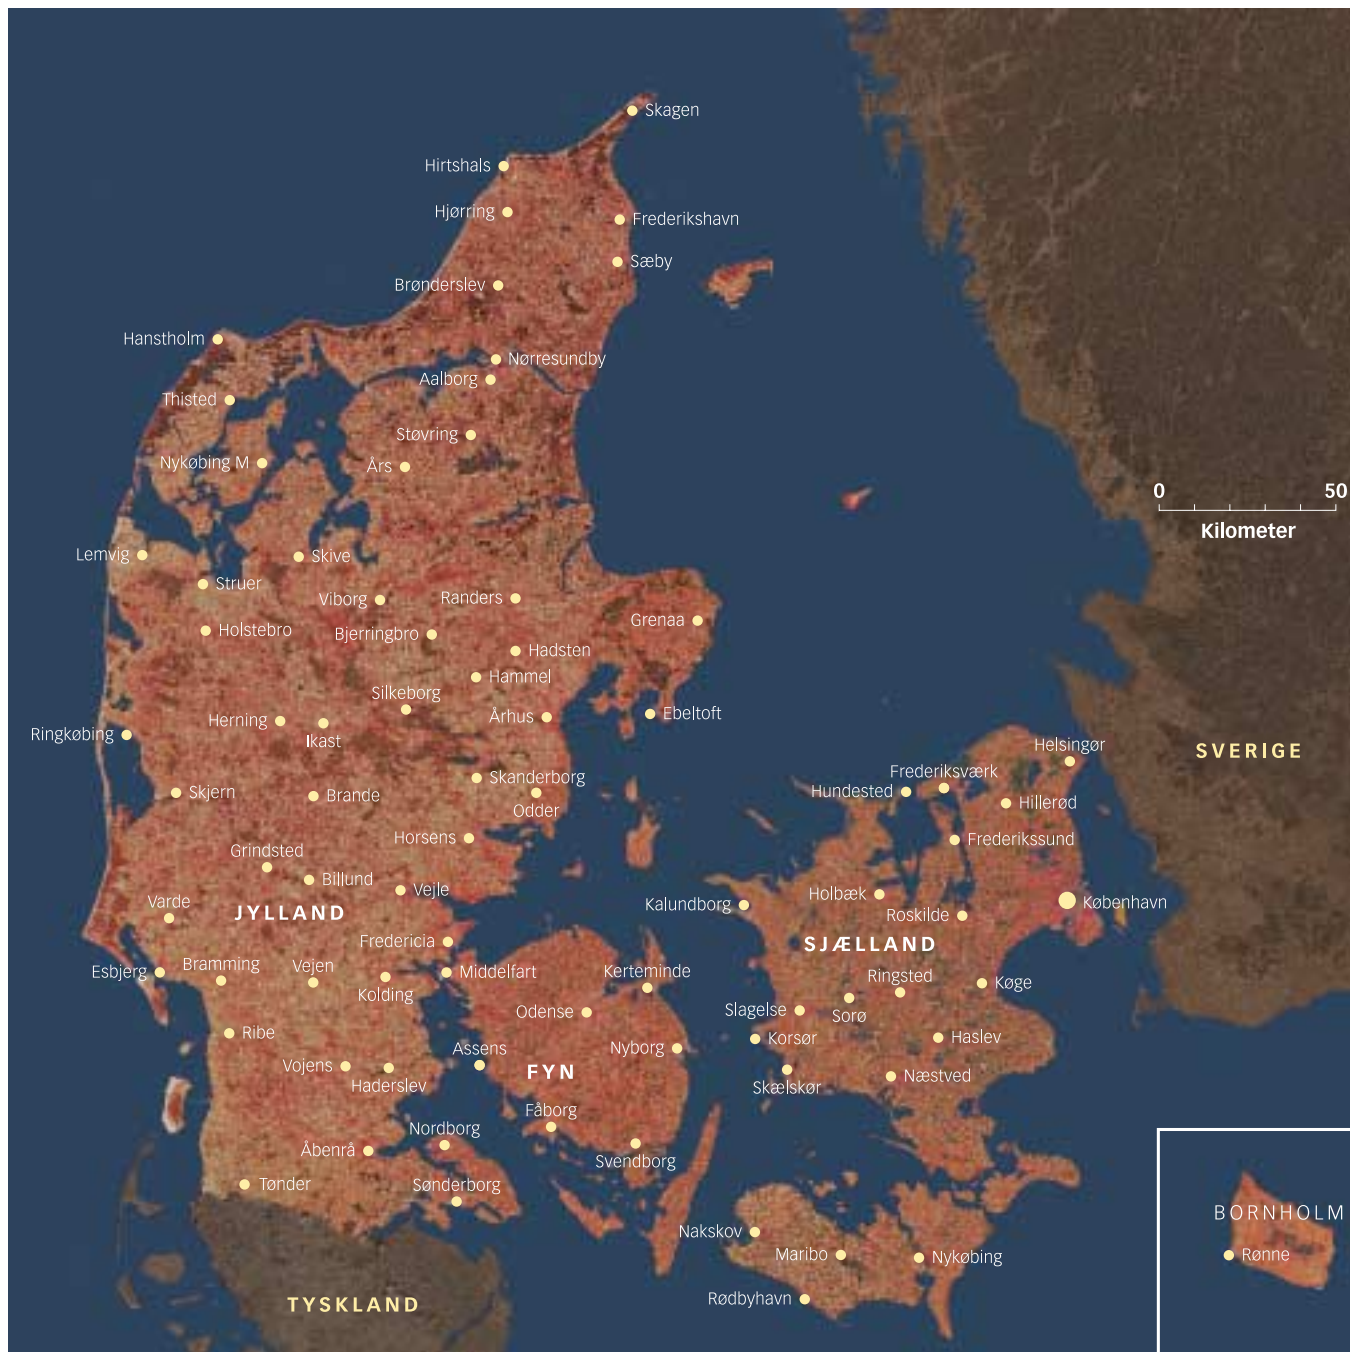 Skagen
Hirtshals
Hjørring
Frederikshavn
Sæby
Brønderslev
Hanstholm
Nørresundby
Aalborg
Thisted
Støvring
Nykøbing M
Års
0 50
Kilometer
Lemvig
Skive
Struer
Viborg
Randers
Grenaa
Holstebro
Bjerringbro
Hadsten
Hammel
Silkeborg
Århus
Ebeltoft
Herning
Ikast
Ringkøbing
Helsingør
SVERIGE
Frederiksværk
Skanderborg
Hundested
Skjern
Brande
Odder
Hillerød
Horsens
Frederikssund
Grindsted
Billund
Vejle
Holbæk
Varde
JYLLAND
Kalundborg
København
Roskilde
Fredericia
SJÆLLAND
Esbjerg
Bramming
Vejen
Middelfart
Kerteminde
Ringsted
Køge
Kolding
Odense
Slagelse
Sorø
Ribe
Korsør
Haslev
Assens
Nyborg
Vojens
FYN
Haderslev
Skælskør
Næstved
Fåborg
Nordborg
Åbenrå
Svendborg
Tønder
Sønderborg
BORNHOLM
Nakskov
Maribo
Nykøbing
Rønne
Rødbyhavn
TYSKLAND